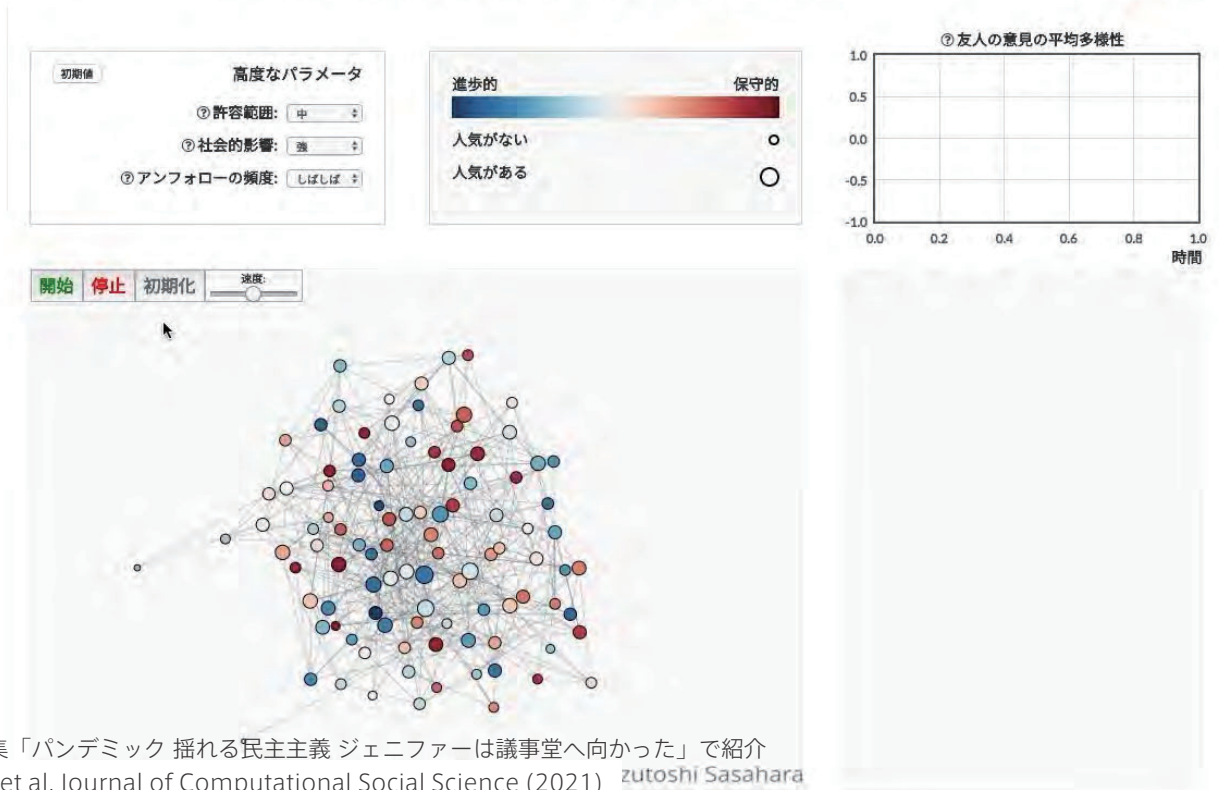 初期値
高度なパラメータ
?許容範囲: 中
?社会的影響: 強
?アンフォローの頻度: しばしば
進歩的 保守的
人気がない
人気がある
?友人の意見の平均多様性
1.0
0.5
0.0
-0.5
-1.0
0.0 0.2 0.4 0.6 0.8 1.0
時間
開始 停止 初期化 速度:
集「パンデミック 揺れる民主主義 ジェニファーは議事堂へ向かった」で紹介
et al. Journal of Computational Social Science (2021)
zutoshi Sasahara